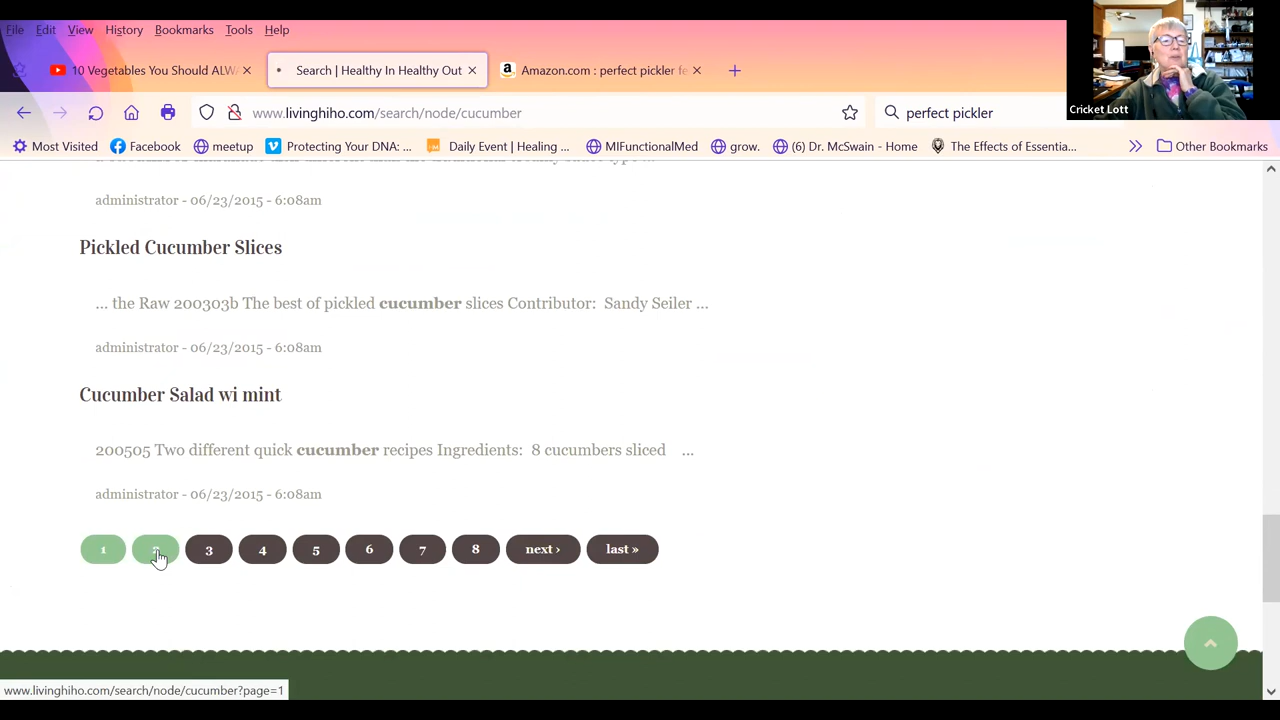 File Edit View History Bookmarks Tools Help
10 Vegetables You Should ALW
Search | Healthy In Healthy Out
Amazon.com : perfect pickler fe
www.livinghiho.com/search/node/cucumber
perfect pickler
Cricket Lott
Most Visited Facebook meetup Protecting Your DNA: ... Daily Event | Healing ... MIFunctionalMed grow. (6) Dr. McSwain - Home The Effects of Essentia... Other Bookmarks
administrator - 06/23/2015 - 6:08am
Pickled Cucumber Slices
... the Raw 200303b The best of pickled cucumber slices Contributor: Sandy Seiler ...
administrator - 06/23/2015 - 6:08am
Cucumber Salad wi mint
200505 Two different quick cucumber recipes Ingredients: 8 cucumbers sliced ...
administrator - 06/23/2015 - 6:08am
1 2 3 4 5 6 7 8 next › last »
www.livinghiho.com/search/node/cucumber?page=1